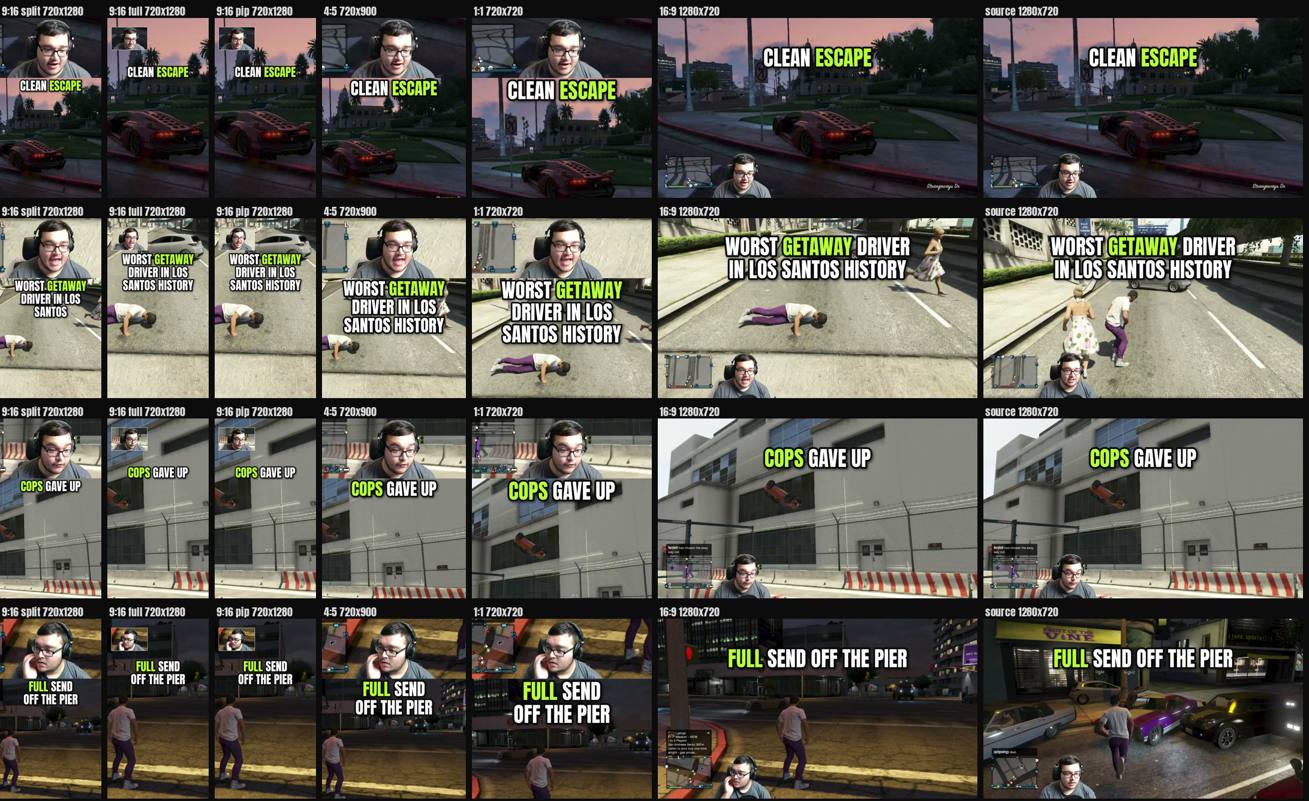 9:16 split 720x1280
9:16 full 720x1280
9:16 pip 720x1280
4:5 720x900
1:1 720x720
16:9 1280x720
source 1280x720
CLEAN ESCAPE
CLEAN ESCAPE
CLEAN ESCAPE
CLEAN ESCAPE
CLEAN ESCAPE
CLEAN ESCAPE
CLEAN ESCAPE
9:16 split 720x1280
9:16 full 720x1280
9:16 pip 720x1280
4:5 720x900
1:1 720x720
16:9 1280x720
source 1280x720
WORST GETAWAY
DRIVER IN LOS
SANTOS
WORST GETAWAY
DRIVER IN LOS
SANTOS HISTORY
WORST GETAWAY
DRIVER IN LOS
SANTOS HISTORY
WORST GETAWAY
DRIVER IN LOS
SANTOS HISTORY
WORST GETAWAY
DRIVER IN LOS
SANTOS HISTORY
WORST GETAWAY DRIVER
IN LOS SANTOS HISTORY
WORST GETAWAY DRIVER
IN LOS SANTOS HISTORY
9:16 split 720x1280
9:16 full 720x1280
9:16 pip 720x1280
4:5 720x900
1:1 720x720
16:9 1280x720
source 1280x720
COPS GAVE UP
COPS GAVE UP
COPS GAVE UP
COPS GAVE UP
COPS GAVE UP
COPS GAVE UP
COPS GAVE UP
9:16 split 720x1280
9:16 full 720x1280
9:16 pip 720x1280
4:5 720x900
1:1 720x720
16:9 1280x720
source 1280x720
FULL SEND
OFF THE PIER
FULL SEND
OFF THE PIER
FULL SEND
OFF THE PIER
FULL SEND
OFF THE PIER
FULL SEND
OFF THE PIER
FULL SEND OFF THE PIER
FULL SEND OFF THE PIER
VINE